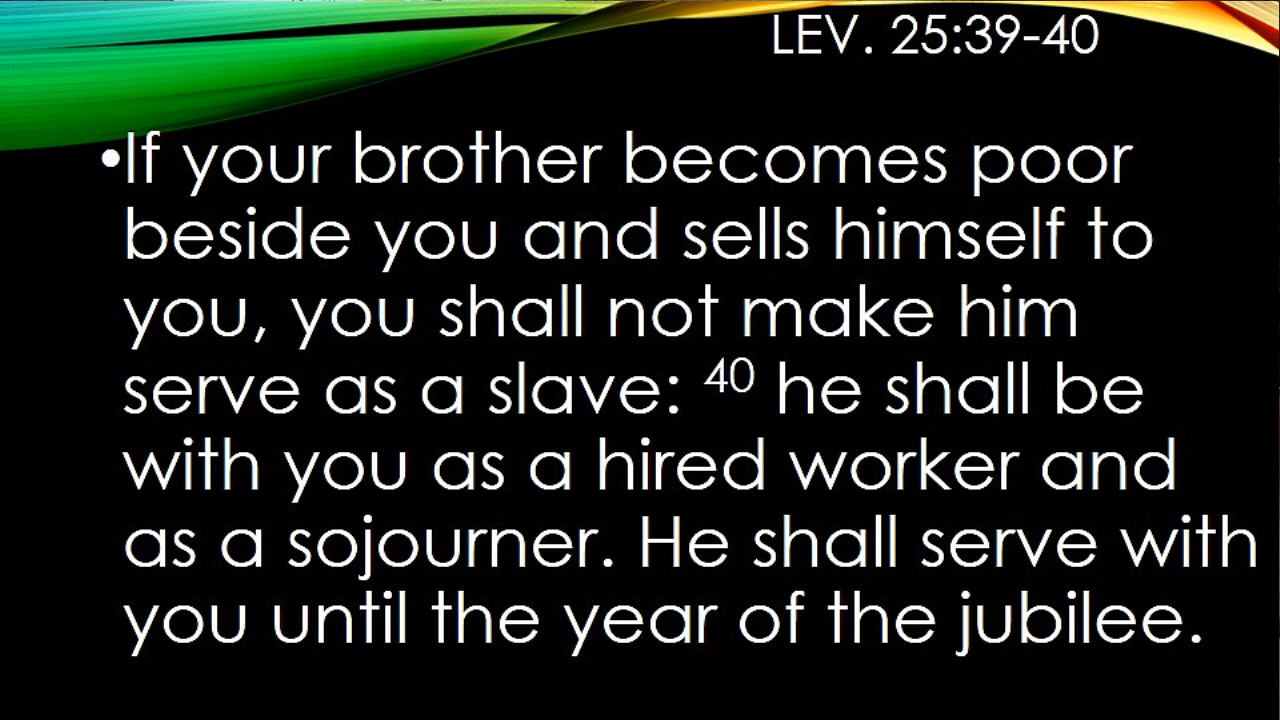 LEV. 25:39-40
•If your brother becomes poor
beside you and sells himself to
you, you shall not make him
serve as a slave: 40 he shall be
with you as a hired worker and
as a sojourner. He shall serve with
you until the year of the jubilee.